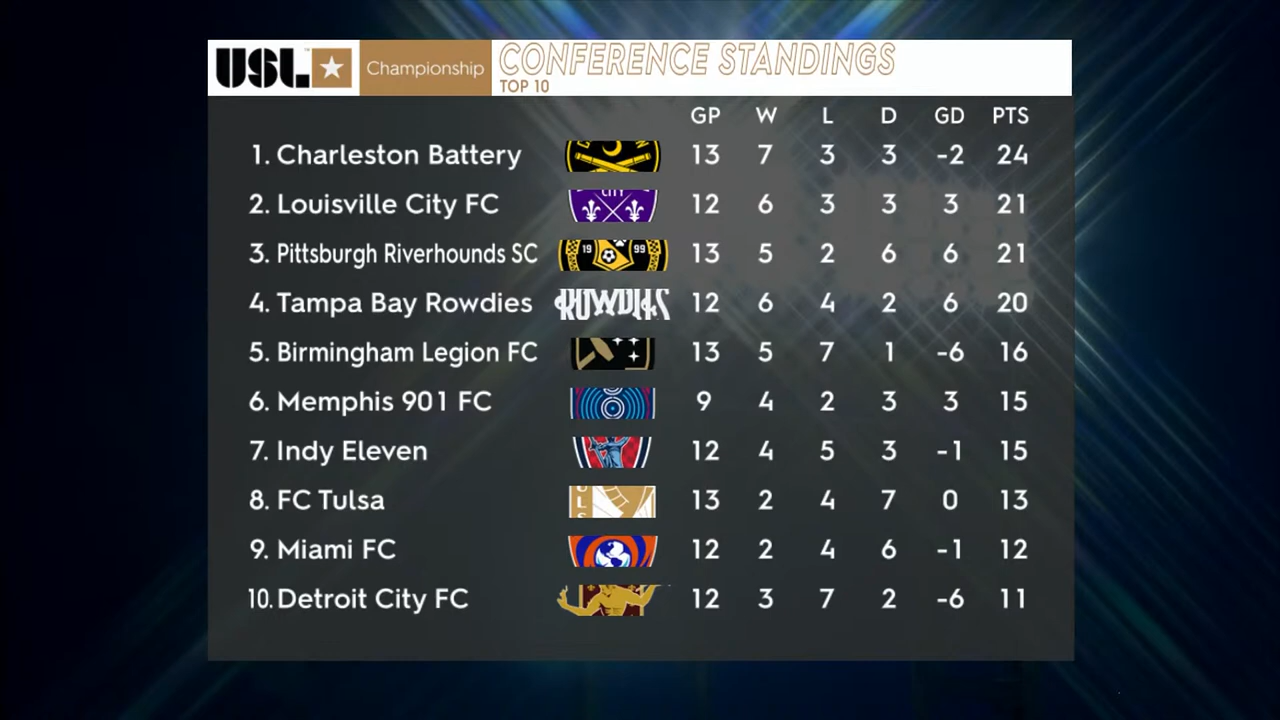 USL Championship CONFERENCE STANDINGS
TOP 10
GP W L D GD PTS
1. Charleston Battery 13 7 3 3 -2 24
2. Louisville City FC 12 6 3 3 3 21
3. Pittsburgh Riverhounds SC 19 99 13 5 2 6 6 21
4. Tampa Bay Rowdies ROWDIES 12 6 4 2 6 20
5. Birmingham Legion FC 13 5 7 1 -6 16
6. Memphis 901 FC 9 4 2 3 3 15
7. Indy Eleven 12 4 5 3 -1 15
8. FC Tulsa 13 2 4 7 0 13
9. Miami FC 12 2 4 6 -1 12
10. Detroit City FC 12 3 7 2 -6 11